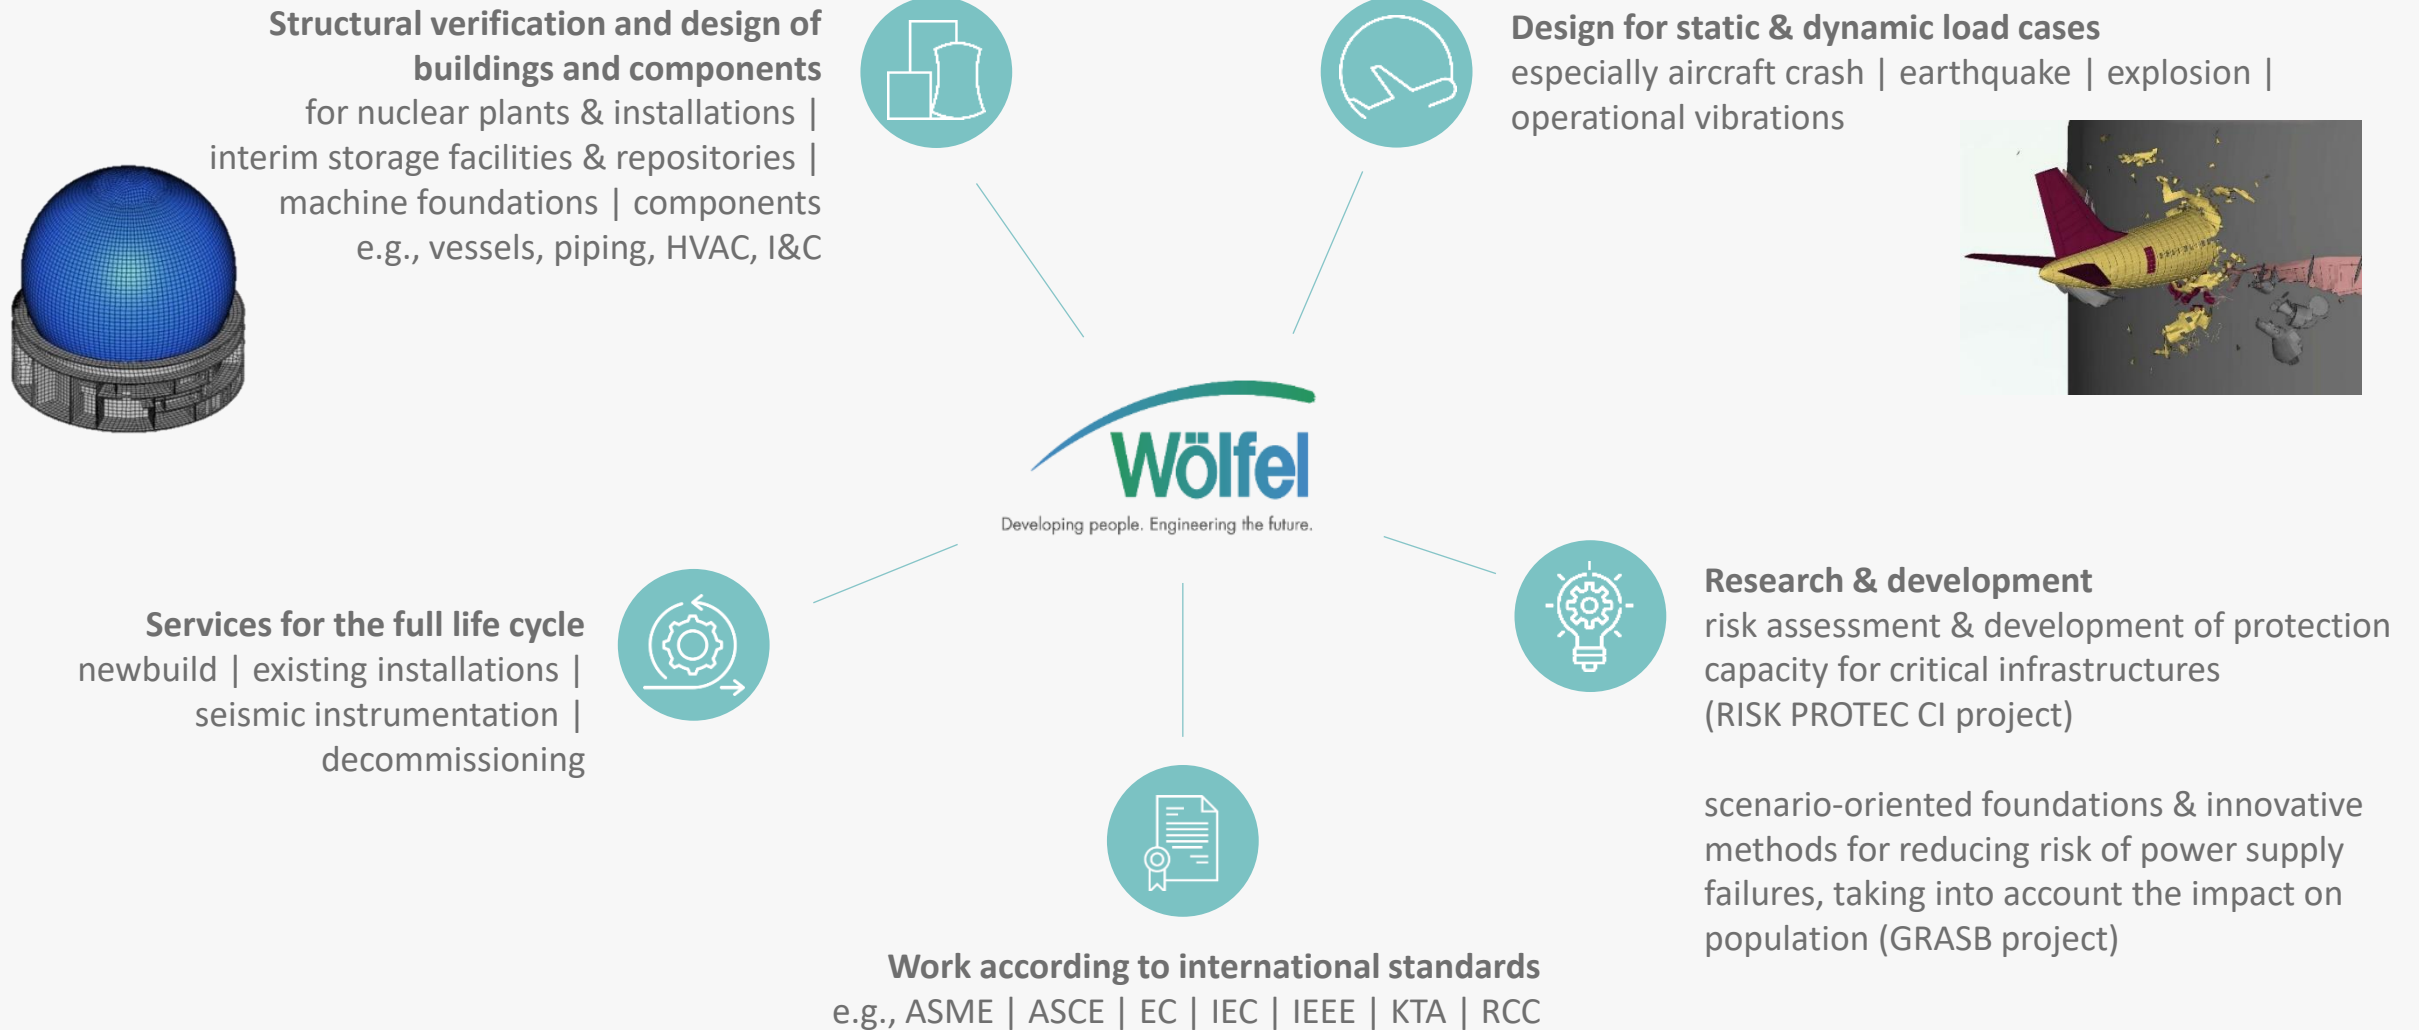 Structural verification and design of
buildings and components
for nuclear plants & installations |
interim storage facilities & repositories |
machine foundations | components
e.g., vessels, piping, HVAC, I&C
Design for static & dynamic load cases
especially aircraft crash | earthquake | explosion |
operational vibrations
Wölfel
Developing people. Engineering the future.
Services for the full life cycle
newbuild | existing installations |
seismic instrumentation |
decommissioning
Research & development
risk assessment & development of protection
capacity for critical infrastructures
(RISK PROTEC CI project)
scenario-oriented foundations & innovative
methods for reducing risk of power supply
failures, taking into account the impact on
population (GRASB project)
Work according to international standards
e.g., ASME | ASCE | EC | IEC | IEEE | KTA | RCC